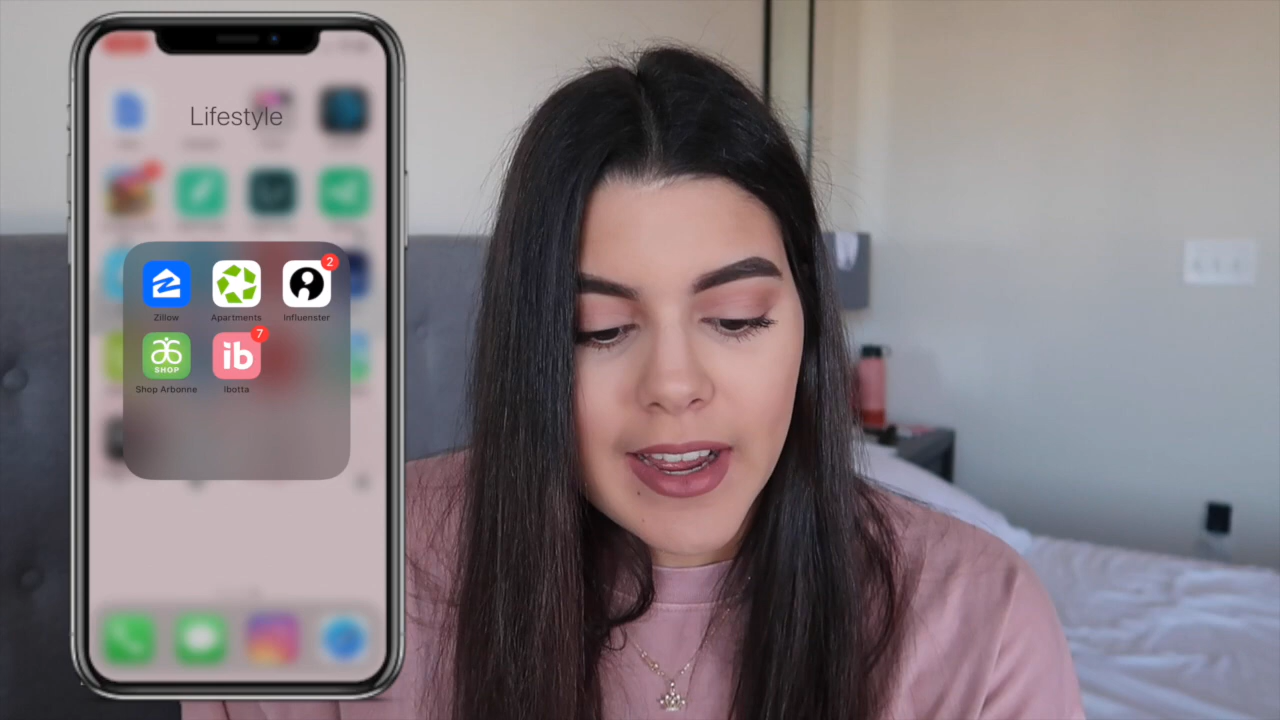 Lifestyle
2
Zillow
Apartments
Influenster
SHOP
7
ib
Shop Arbonne
Ibotta